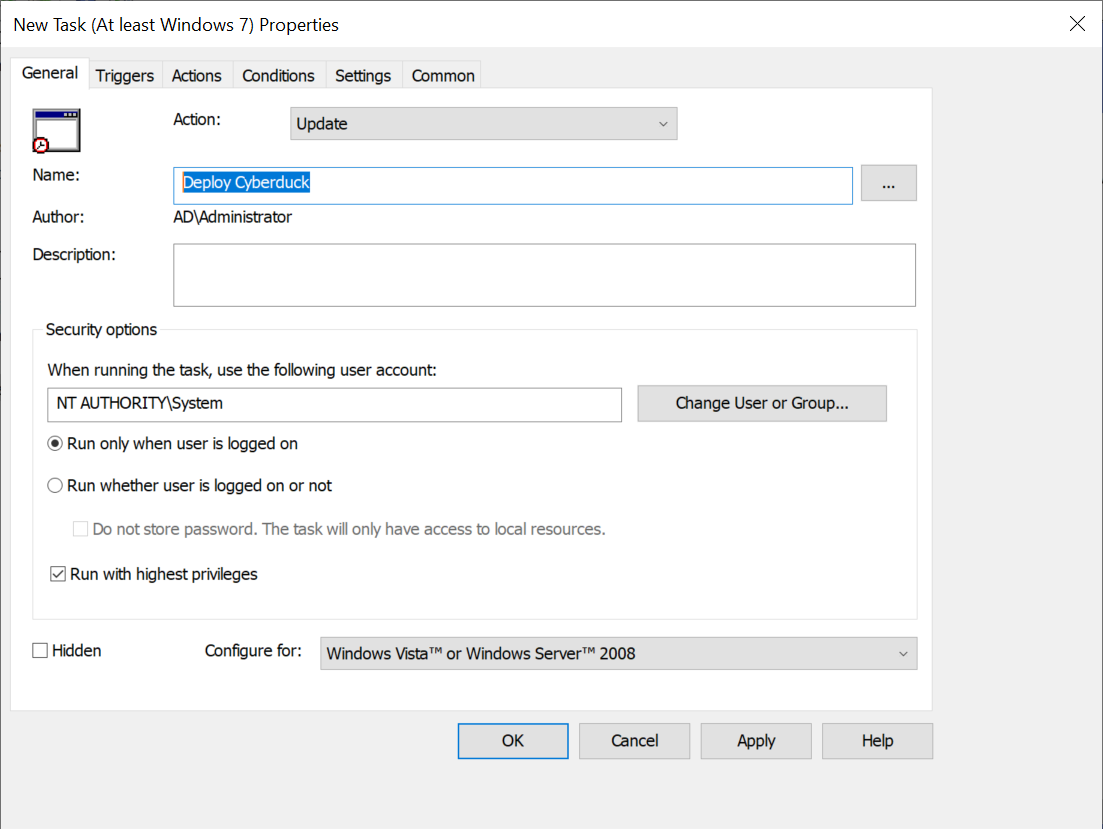 New Task (At least Windows 7) Properties
General Triggers Actions Conditions Settings Common
Action: Update
Name: Deploy Cyberduck ...
Author: AD\Administrator
Description:
Security options
When running the task, use the following user account:
NT AUTHORITY\System Change User or Group...
Run only when user is logged on
Run whether user is logged on or not
Do not store password. The task will only have access to local resources.
Run with highest privileges
Hidden Configure for: Windows Vista™ or Windows Server™ 2008
OK Cancel Apply Help